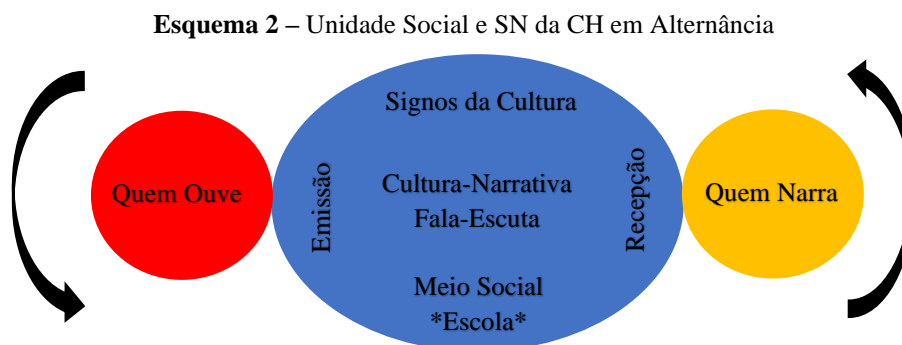 Esquema 2 – Unidade Social e SN da CH em Alternância
Signos da Cultura
Quem Ouve
Emissão
Cultura-Narrativa
Fala-Escuta
Recepção
Quem Narra
Meio Social
*Escola*